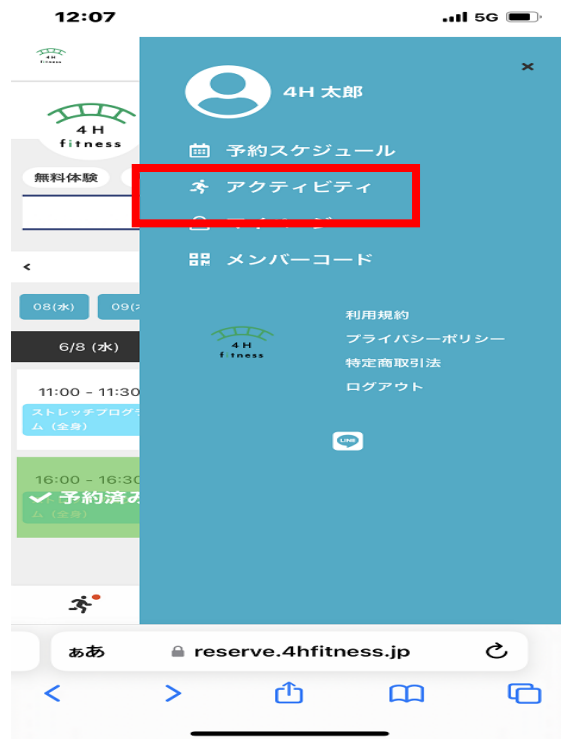 12:07
5G
4H
fitness
4H
fitness
無料体験
08(水)
09(水
6/8 (水)
11:00 - 11:30
ストレッチプログラ
ム（全身）
16:00 - 16:30
予約済み
ム（全身）
4H 太郎
予約スケジュール
アクティビティ
メンバーコード
4H
fitness
利用規約
プライバシーポリシー
特定商取引法
ログアウト
LINE
ぁあ
reserve.4hfitness.jp